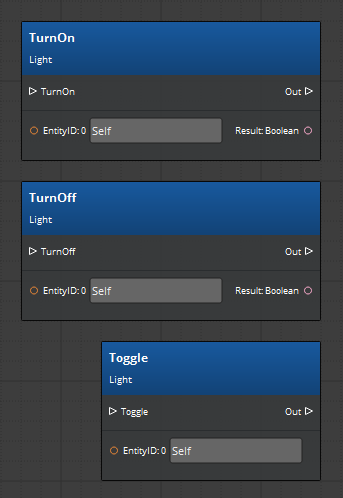 TurnOn
Light
TurnOn Out
EntityID: 0 Self Result: Boolean
TurnOff
Light
TurnOff Out
EntityID: 0 Self Result: Boolean
Toggle
Light
Toggle Out
EntityID: 0 Self